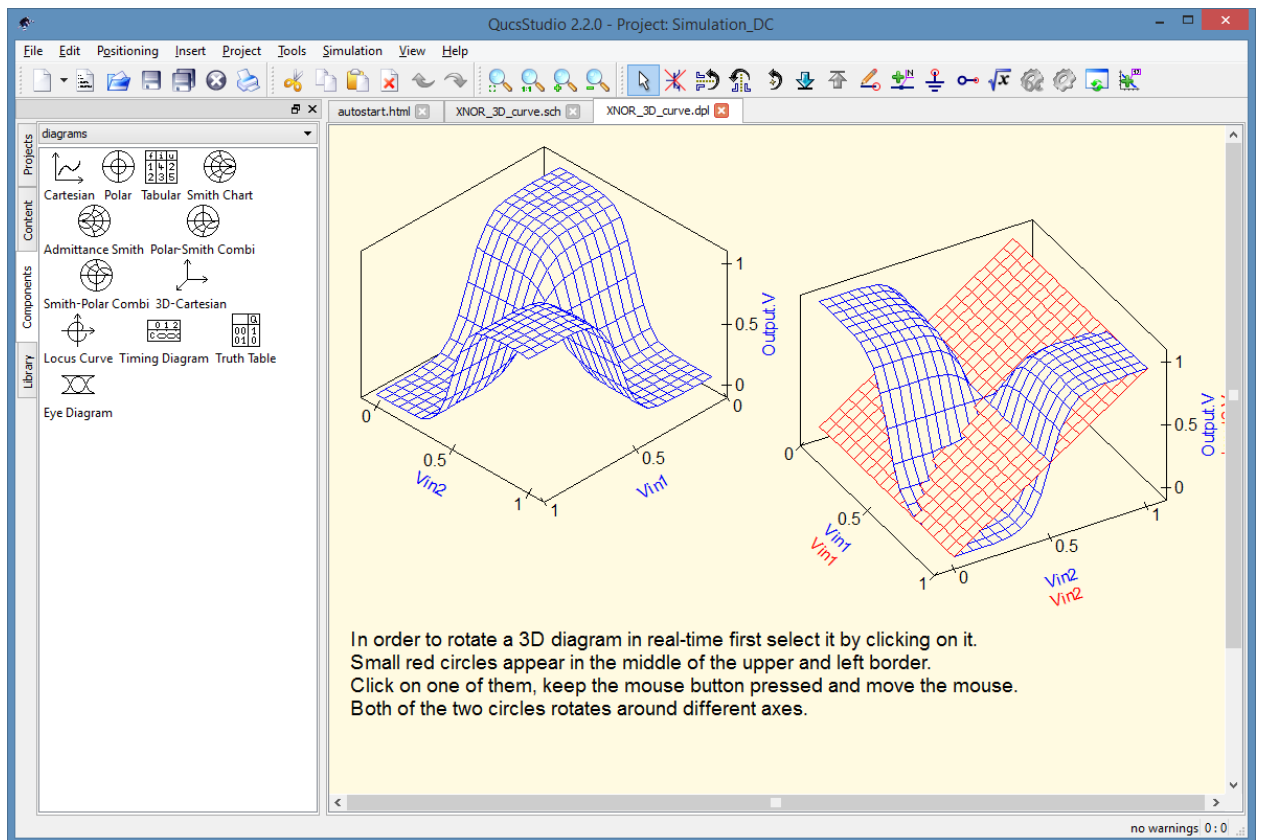 QucsStudio 2.2.0 - Project: Simulation_DC
File Edit Positioning Insert Project Tools Simulation View Help
autostart.html XNOR_3D_curve.sch XNOR_3D_curve.dpl
Projects
Content
Components
Library
diagrams
Cartesian Polar Tabular Smith Chart
Admittance Smith Polar-Smith Combi
Smith-Polar Combi 3D-Cartesian
Locus Curve Timing Diagram Truth Table
Eye Diagram
1
0.5
0
Output.V
0
0.5
1
Vin2
0
0.5
1
Vin1
1
0.5
0
Output.V
0
0.5
1
Vin1
Vin1
0
0.5
1
Vin2
Vin2
In order to rotate a 3D diagram in real-time first select it by clicking on it.
Small red circles appear in the middle of the upper and left border.
Click on one of them, keep the mouse button pressed and move the mouse.
Both of the two circles rotates around different axes.
no warnings 0 : 0